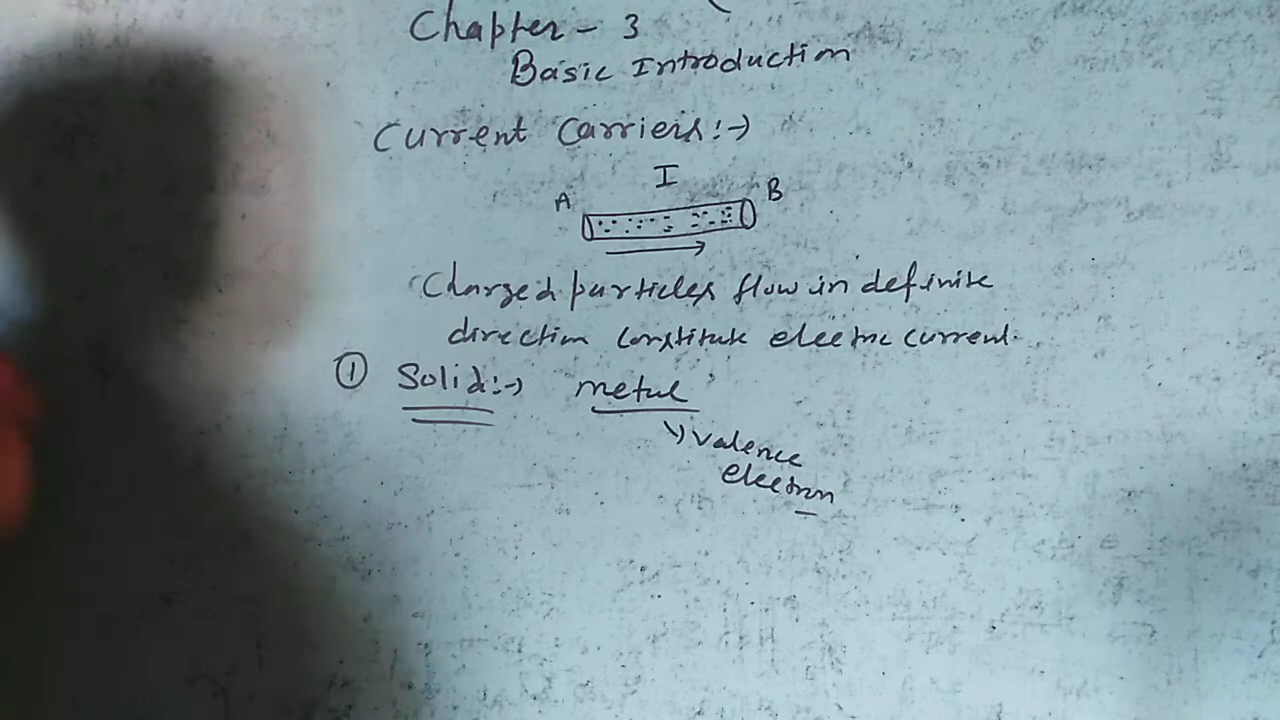 Chapter - 3
Basic Introduction
Current Carriers :→
I
A B
Charged particles flow in definite
direction constitute electric current.
① Solid :→ metal
↳ valence
electron